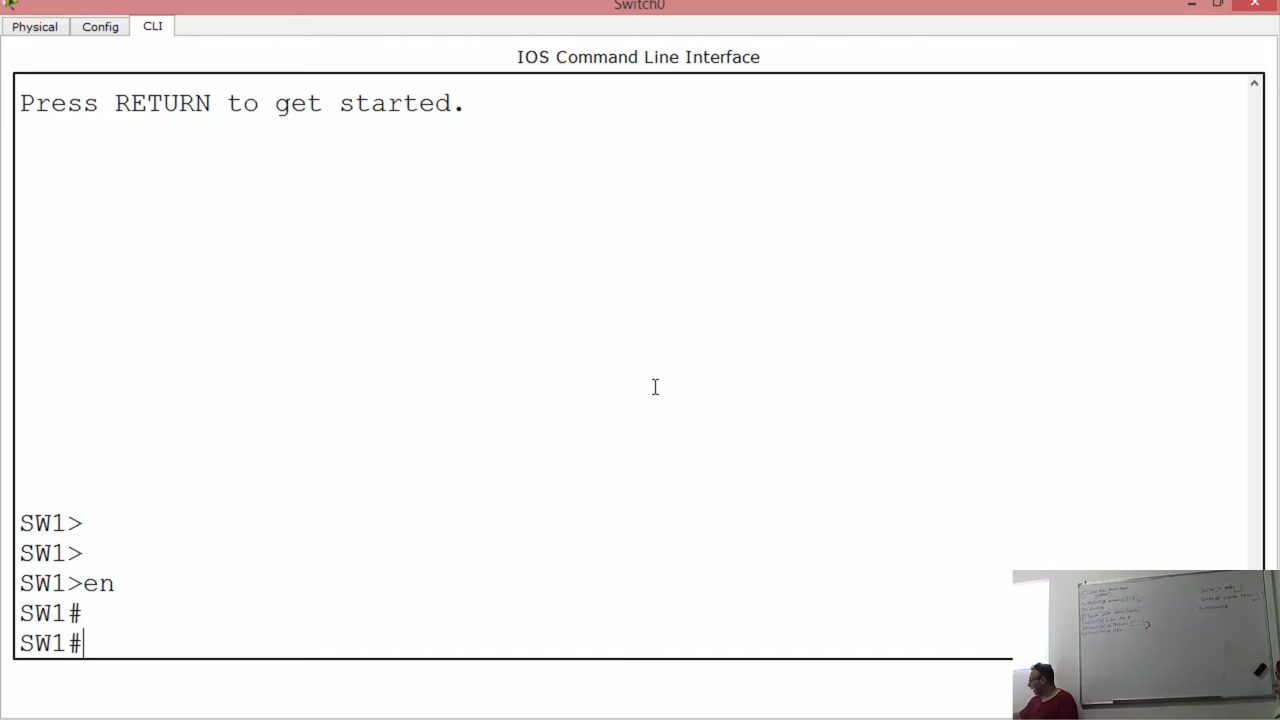 Switch0
Physical Config CLI
IOS Command Line Interface
Press RETURN to get started.
SW1>
SW1>
SW1>en
SW1#
SW1#